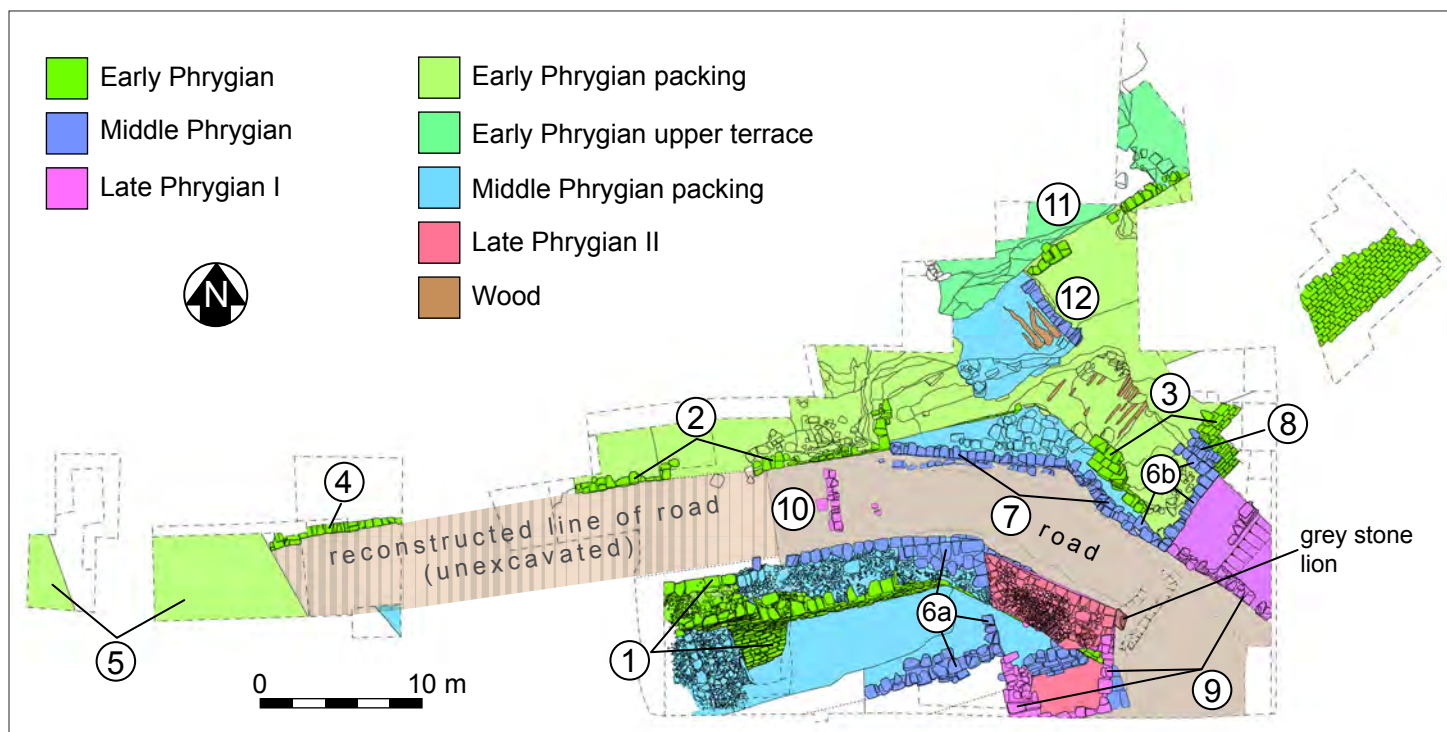 Early Phrygian
Middle Phrygian
Late Phrygian I
Early Phrygian packing
Early Phrygian upper terrace
Middle Phrygian packing
Late Phrygian II
Wood
N
11
12
2
3
8
4
6b
10
7
reconstructed line of road
(unexcavated)
road
grey stone
lion
6a
5
1
9
0
10 m